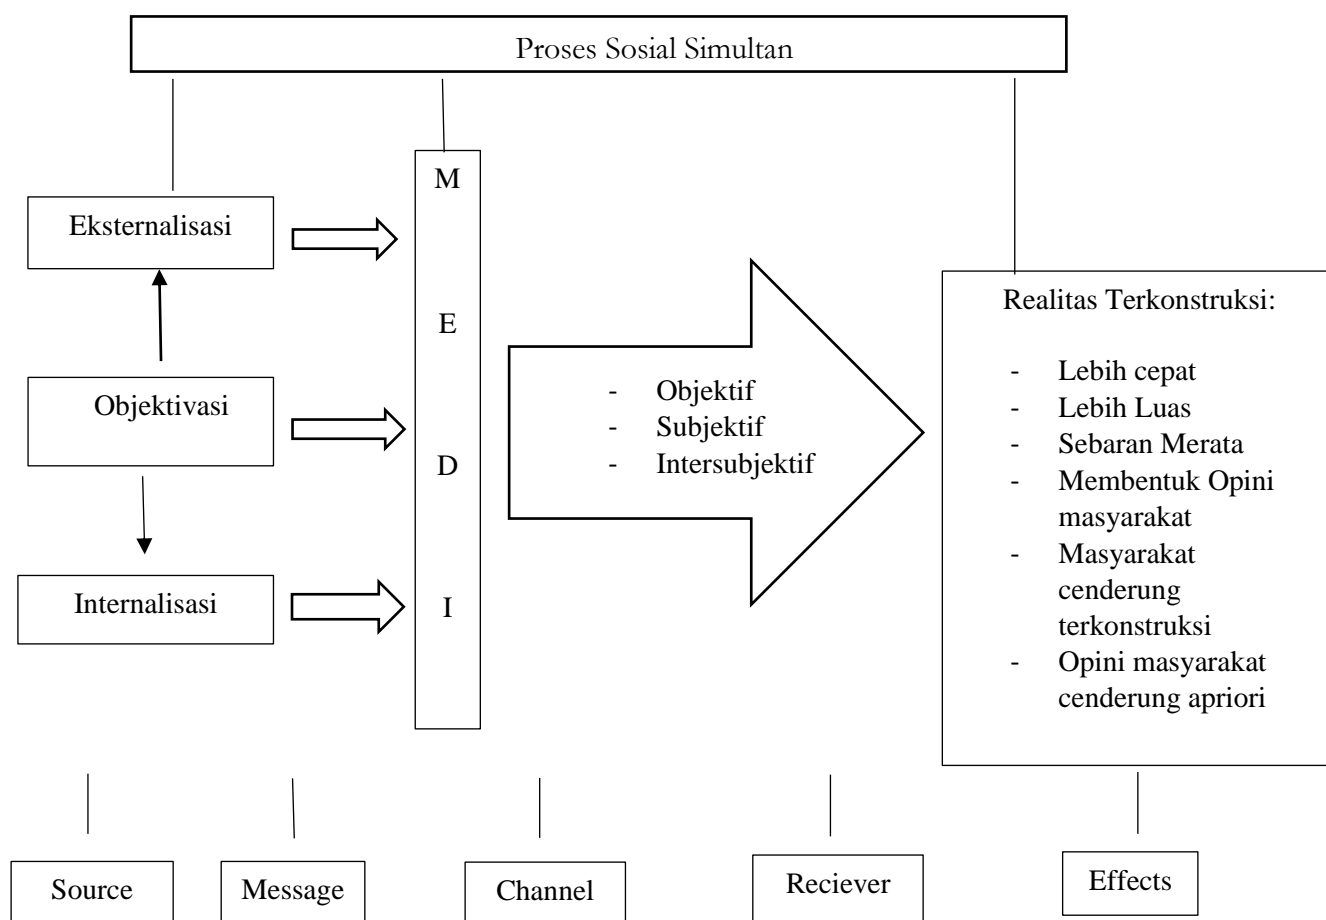 Proses Sosial Simultan
M
E
D
I
Eksternalisasi
Objektivasi
Internalisasi
- Objektif
- Subjektif
- Intersubjektif
Realitas Terkonstruksi:
- Lebih cepat
- Lebih Luas
- Sebaran Merata
- Membentuk Opini
masyarakat
- Masyarakat
cenderung
terkonstruksi
- Opini masyarakat
cenderung apriori
Source
Message
Channel
Reciever
Effects